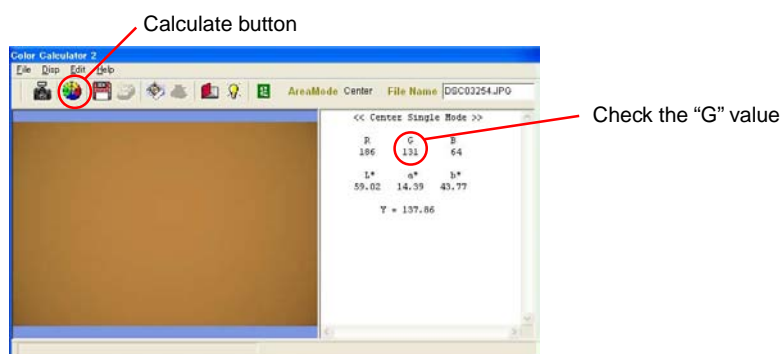 Calculate button
Color Calculator 2
File Disp Edit Help
AreaMode Center File Name DSC03254.JPG
<< Center Single Mode >>
R G B
186 131 64
L* a* b*
59.02 14.39 43.77
Y = 137.86
Check the “G” value